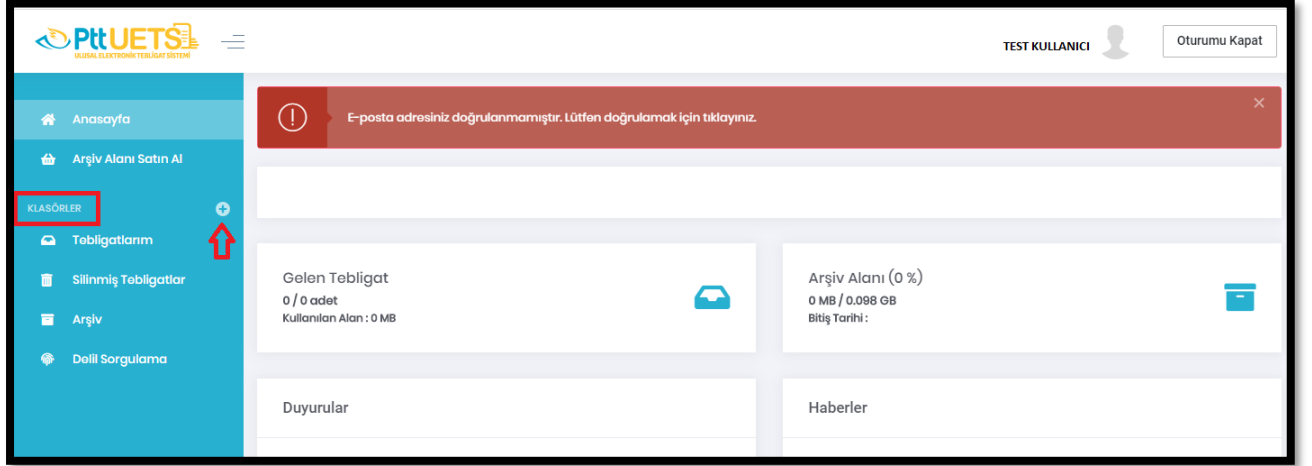 Ptt UETS
ULUSAL ELEKTRONİK TEBLİGAT SİSTEMİ
TEST KULLANICI
Oturumu Kapat
Anasayfa
Arşiv Alanı Satın Al
KLASÖRLER
Tebligatlarım
Silinmiş Tebligatlar
Arşiv
Delil Sorgulama
E-posta adresiniz doğrulanmamıştır. Lütfen doğrulamak için tıklayınız.
Gelen Tebligat
0 / 0 adet
Kullanılan Alan : 0 MB
Arşiv Alanı (0 %)
0 MB / 0.098 GB
Bitiş Tarihi :
Duyurular
Haberler